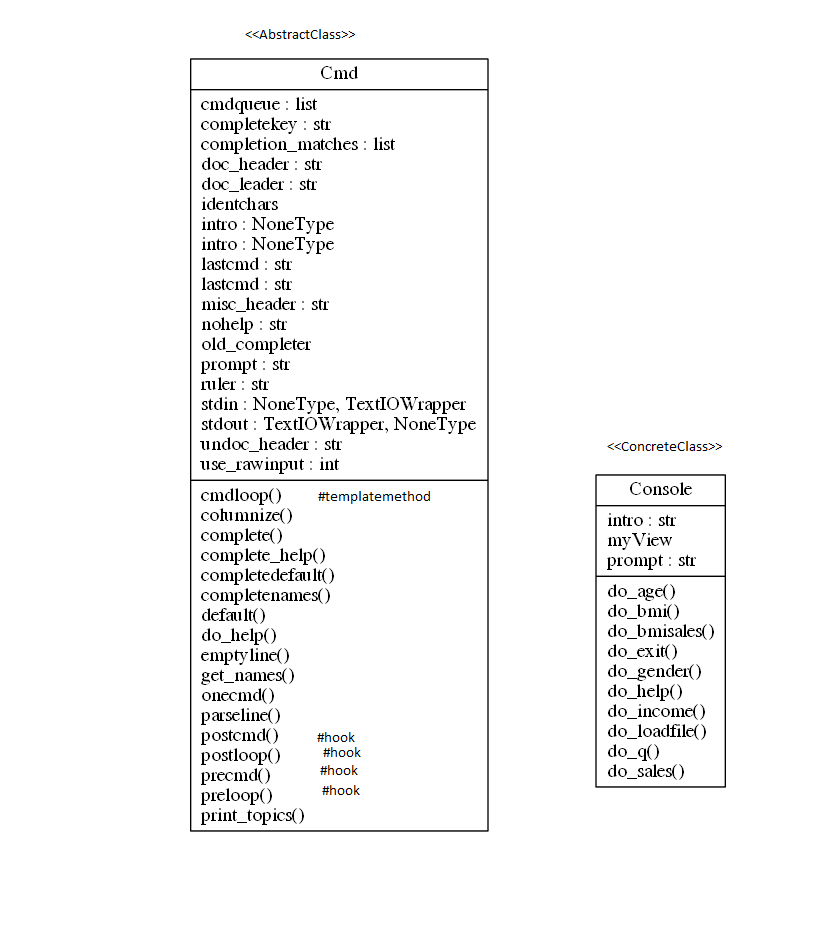 <<AbstractClass>>
Cmd
cmdqueue : list
completekey : str
completion_matches : list
doc_header : str
doc_leader : str
identchars
intro : NoneType
intro : NoneType
lastcmd : str
lastcmd : str
misc_header : str
nohelp : str
old_completer
prompt : str
ruler : str
stdin : NoneType, TextIOWrapper
stdout : TextIOWrapper, NoneType
undoc_header : str
use_rawinput : int
cmdloop() #templatemethod
columnize()
complete()
complete_help()
completedefault()
completenames()
default()
do_help()
emptyline()
get_names()
onecmd()
parseline()
postcmd() #hook
postloop() #hook
precmd() #hook
preloop() #hook
print_topics()
<<ConcreteClass>>
Console
intro : str
myView
prompt : str
do_age()
do_bmi()
do_bmisales()
do_exit()
do_gender()
do_help()
do_income()
do_loadfile()
do_q()
do_sales()